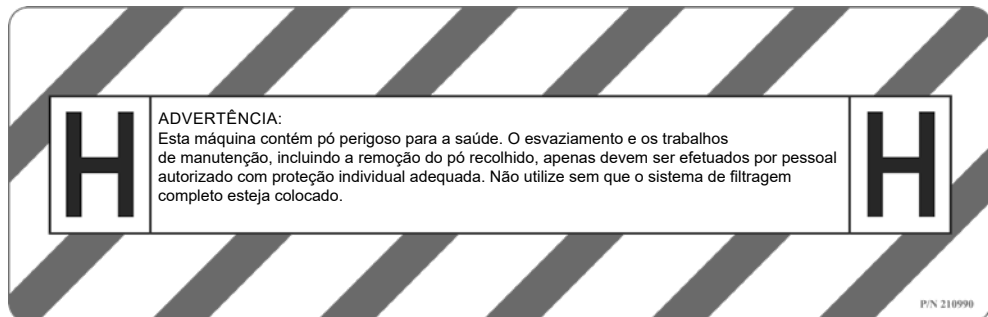 H
ADVERTÊNCIA:
Esta máquina contém pó perigoso para a saúde. O esvaziamento e os trabalhos
de manutenção, incluindo a remoção do pó recolhido, apenas devem ser efetuados por pessoal
autorizado com proteção individual adequada. Não utilize sem que o sistema de filtragem
completo esteja colocado.
H
P/N 210990